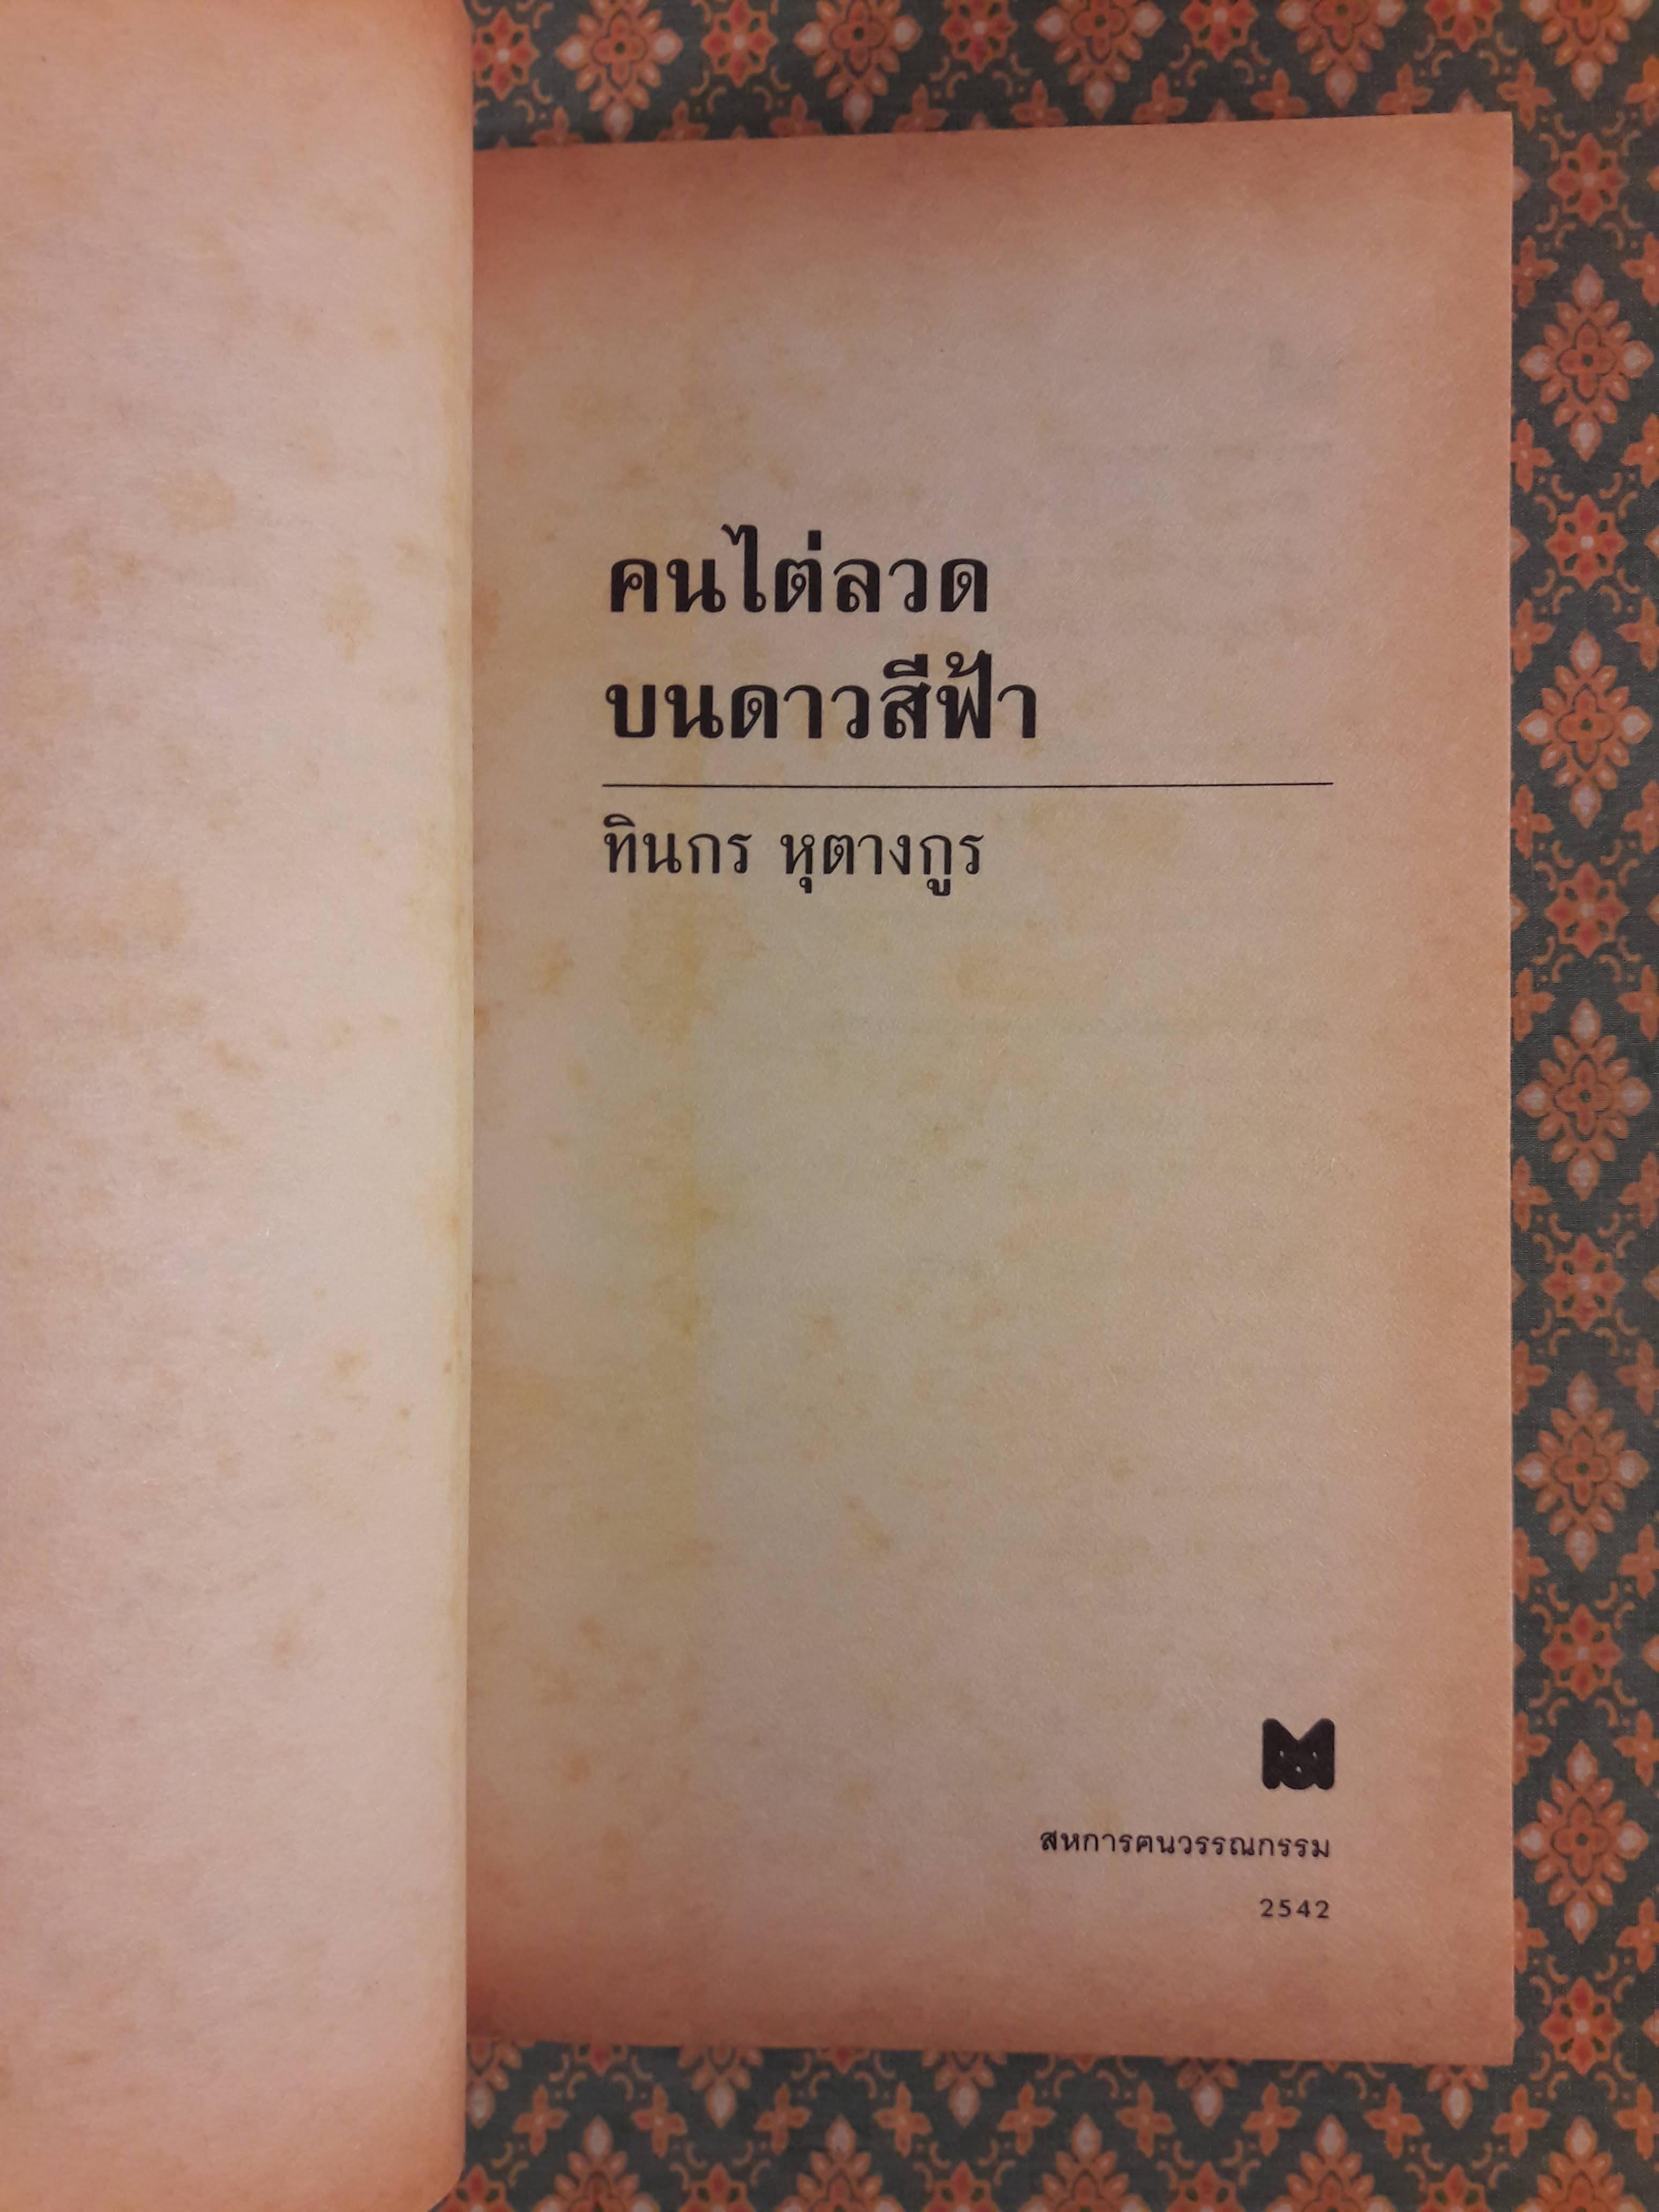 คนไต่ลวด
บนดาวสีฟ้า
ทินกร หุตางกูร
สหการฅนวรรณกรรม
2542